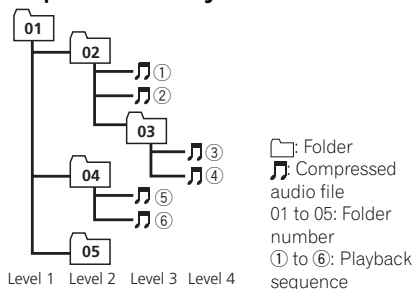 01
02
①
②
03
③
④
04
⑤
⑥
05
Level 1 Level 2 Level 3 Level 4
: Folder
: Compressed
audio file
01 to 05: Folder
number
① to ⑥: Playback
sequence